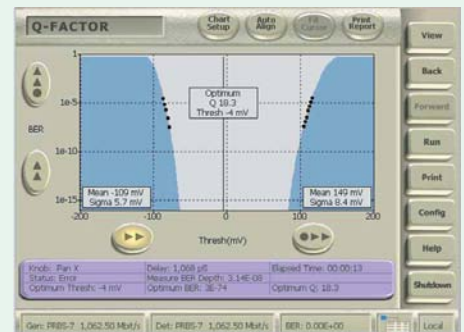 Q-FACTOR
Chart Setup
Auto Align
Fit Cursor
Print Report
View
Back
Forward
Run
Print
Config
Help
Shutdown
1
1e-5
BER
1e-10
1e-15
Optimum
Q 18.3
Thresh -4 mV
Mean -109 mV
Sigma 5.7 mV
Mean 149 mV
Sigma 8.4 mV
-200
-100
0
100
200
Thresh(mV)
Knob: Pan X
Delay: 1,068 pS
Elapsed Time: 00:00:13
Status: Error
Measure BER Depth: 3.14E-08
Optimum Thresh: -4 mV
Optimum BER: 3E-74
Optimum Q: 18.3
Gen: PRBS-7 1,062.50 Mbit/s
Det: PRBS-7 1,062.50 Mbit/s
BER: 0.00E+00
Local